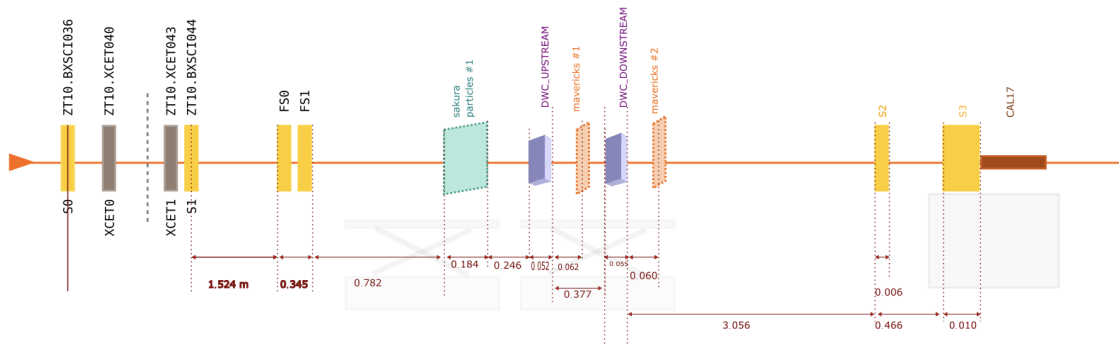 ZT10.BXSCI036
ZT10.XCET040
ZT10.XCET043
ZT10.BXSCI044
FS0
FS1
sakura
particles #1
DWC_UPSTREAM
mavericks #1
DWC_DOWNSTREAM
mavericks #2
S2
S3
CAL17
S0
XCET0
XCET1
S1
1.524 m
0.345
0.782
0.184
0.246
0.052
0.062
0.377
0.055
0.060
3.056
0.006
0.466
0.010